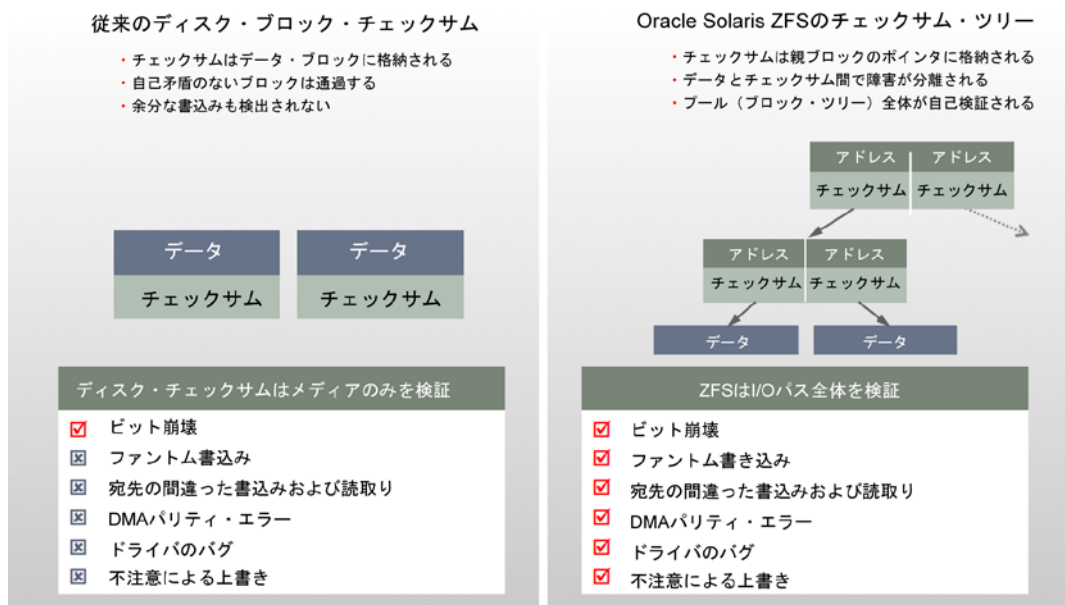 従来のディスク・ブロック・チェックサム
・チェックサムはデータ・ブロックに格納される
・自己矛盾のないブロックは通過する
・余分な書込みも検出されない
データ
データ
チェックサム
チェックサム
ディスク・チェックサムはメディアのみを検証
ビット崩壊
ファントム書込み
宛先の間違った書込みおよび読取り
DMAパリティ・エラー
ドライバのバグ
不注意による上書き
Oracle Solaris ZFSのチェックサム・ツリー
・チェックサムは親ブロックのポインタに格納される
・データとチェックサム間で障害が分離される
・プール（ブロック・ツリー）全体が自己検証される
アドレス
アドレス
チェックサム
チェックサム
アドレス
アドレス
チェックサム
チェックサム
データ
データ
ZFSはI/Oパス全体を検証
ビット崩壊
ファントム書き込み
宛先の間違った書込みおよび読取り
DMAパリティ・エラー
ドライバのバグ
不注意による上書き